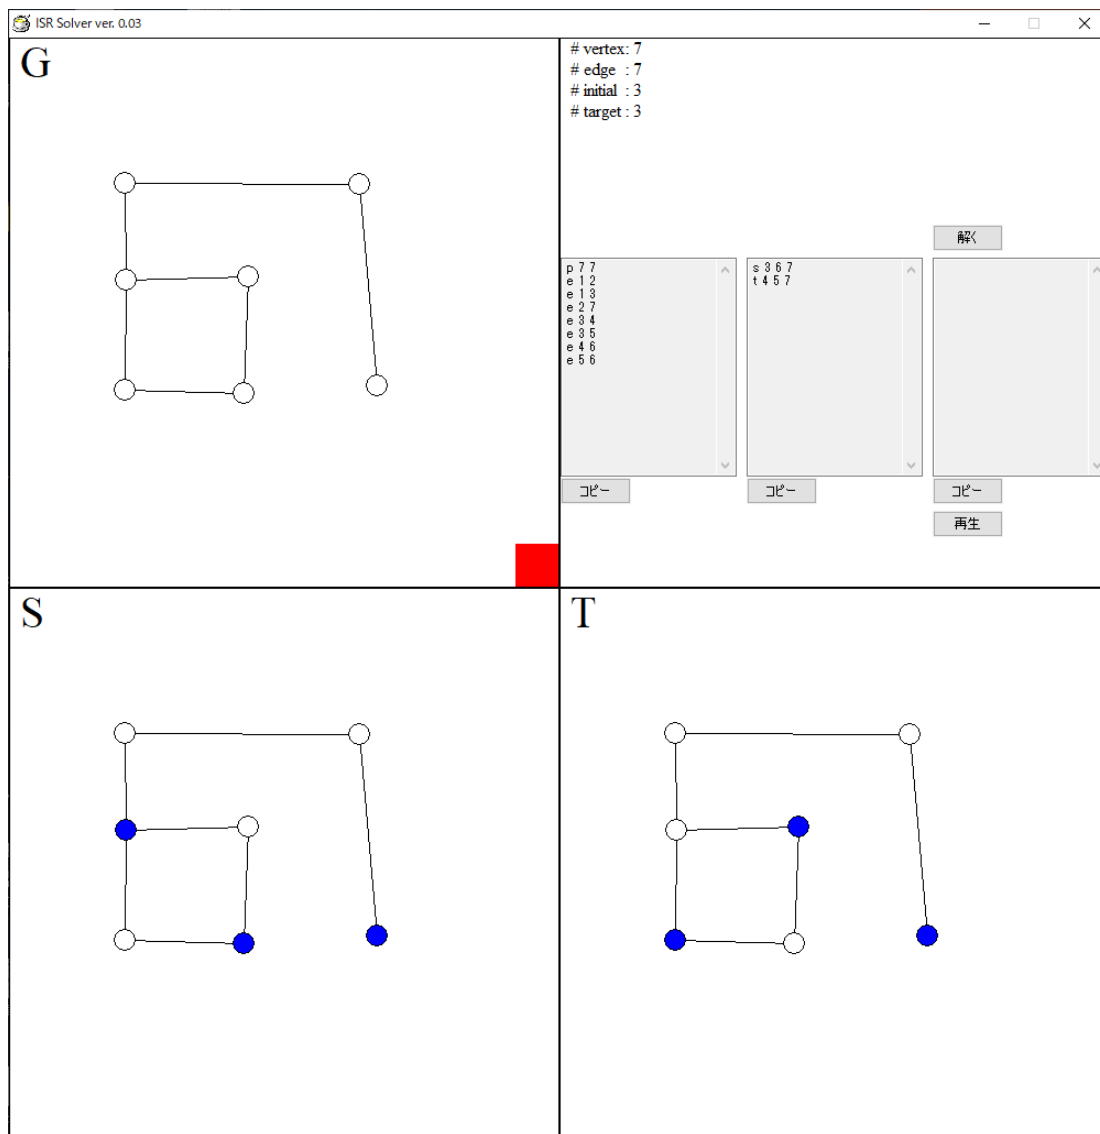 ISR Solver ver. 0.03
G
# vertex: 7
# edge : 7
# initial : 3
# target : 3
解く
p 7 7
e 1 2
e 1 3
e 2 7
e 3 4
e 3 5
e 4 6
e 5 6
s 3 6 7
t 4 5 7
コピー
コピー
コピー
再生
S
T